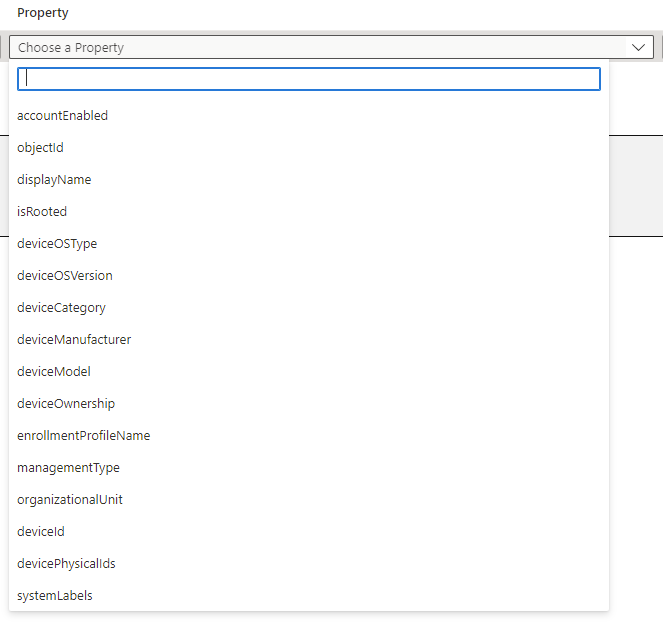 Property
Choose a Property
accountEnabled
objectId
displayName
isRooted
deviceOSType
deviceOSVersion
deviceCategory
deviceManufacturer
deviceModel
deviceOwnership
enrollmentProfileName
managementType
organizationalUnit
deviceId
devicePhysicalIds
systemLabels